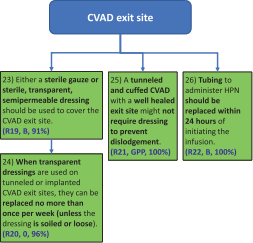 CVAD exit site
23) Either a sterile gauze or
sterile, transparent,
semipermeable dressing
should be used to cover the
CVAD exit site.
(R19, B, 91%)
25) A tunneled
and cuffed CVAD
with a well healed
exit site might not
require dressing
to prevent
dislodgement.
(R21, GPP, 100%)
26) Tubing to
administer HPN
should be
replaced within
24 hours of
initiating the
infusion.
(R22, B, 100%)
24) When transparent
dressings are used on
tunneled or implanted
CVAD exit sites, they can be
replaced no more than
once per week (unless the
dressing is soiled or loose).
(R20, 0, 96%)